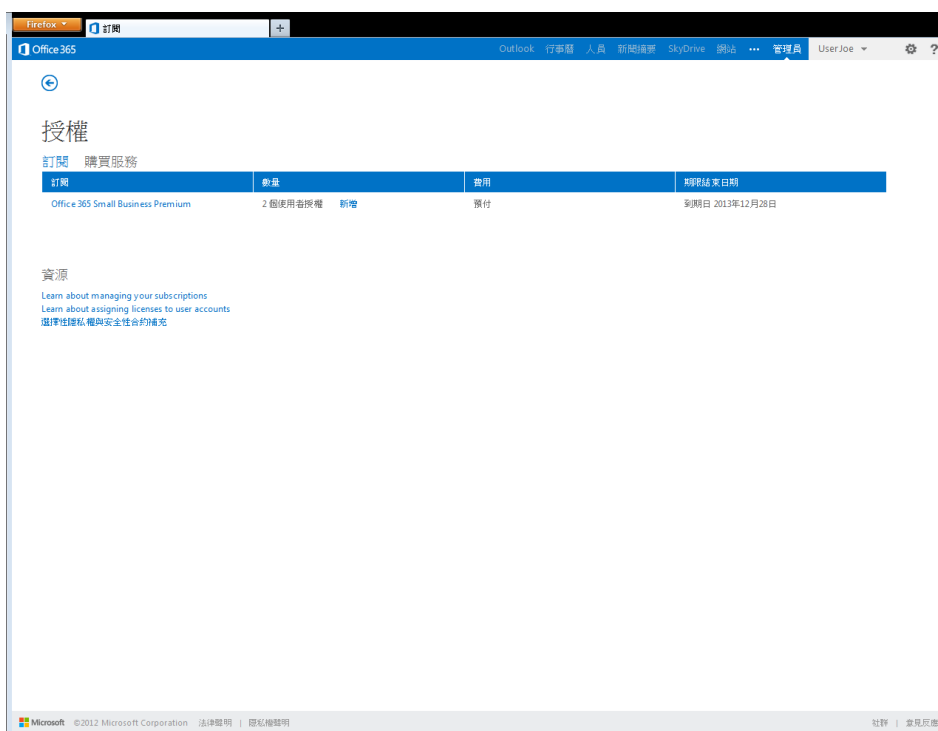 Firefox
訂閱
+
Office 365 Outlook 行事曆 人員 新聞摘要 SkyDrive 網站 ••• 管理員 User Joe ?
授權
訂閱 購買服務
訂閱 數量 費用 期限結束日期
Office 365 Small Business Premium 2 個使用者授權 新增 預付 到期日 2013年12月28日
資源
Learn about managing your subscriptions
Learn about assigning licenses to user accounts
選擇性隱私權與安全性合約補充
Microsoft ©2012 Microsoft Corporation 法律聲明 | 隱私權聲明 社群 | 意見反應